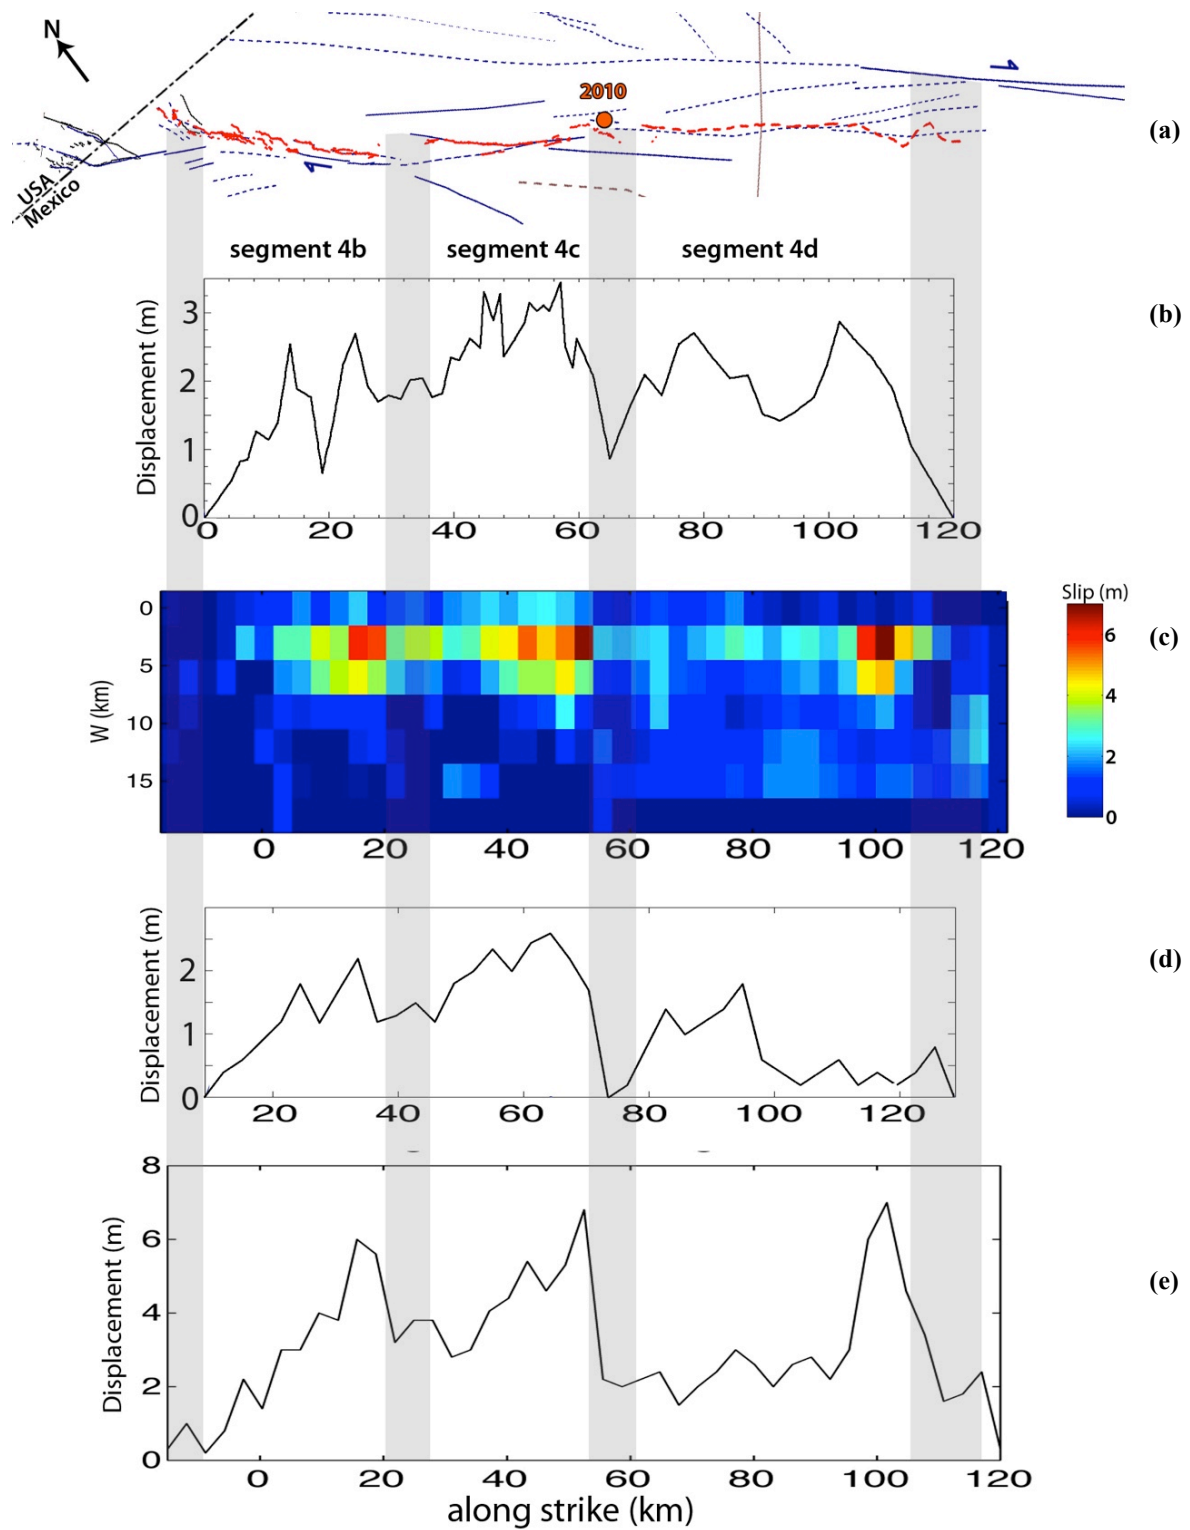 N
2010
(a)
USA
Mexico
segment 4b segment 4c segment 4d
Displacement (m)
3
2
1
0
0 20 40 60 80 100 120
(b)
W (km)
0
5
10
15
0 20 40 60 80 100 120
Slip (m)
6
4
2
0
(c)
Displacement (m)
2
1
0
20 40 60 80 100 120
(d)
Displacement (m)
8
6
4
2
0
0 20 40 60 80 100 120
along strike (km)
(e)